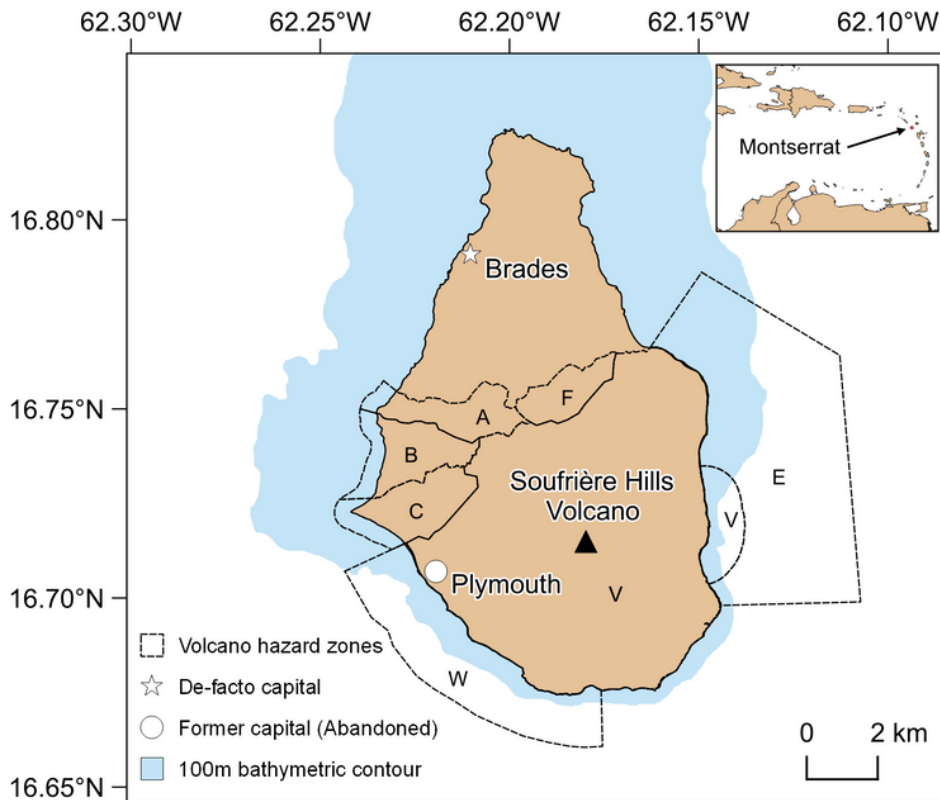 62.30°W 62.25°W 62.20°W 62.15°W 62.10°W
Montserrat
16.80°N
Brades
16.75°N
F
A
B
E
Soufrière Hills
Volcano
C
V
16.70°N
Plymouth
V
Volcano hazard zones
W
De-facto capital
Former capital (Abandoned)
0 2 km
100m bathymetric contour
16.65°N